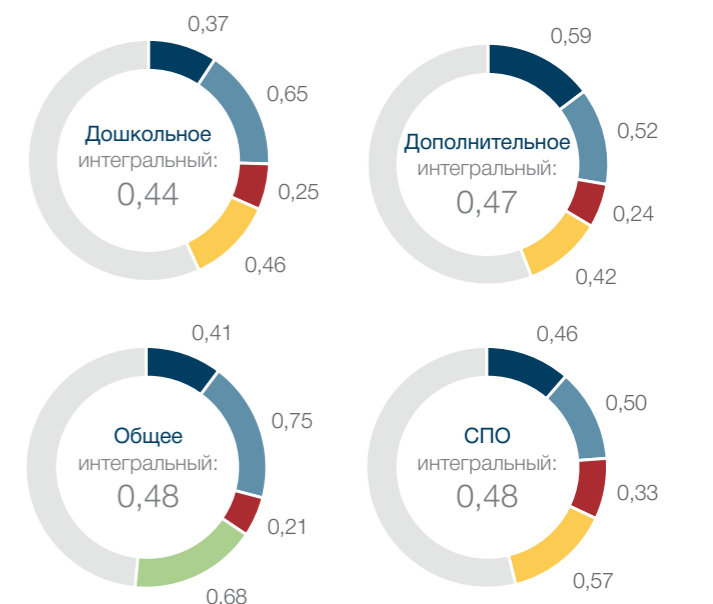 0,37
0,65
Дошкольное
интегральный:
0,44
0,25
0,46
0,59
0,52
Дополнительное
интегральный:
0,47
0,24
0,42
0,41
0,75
Общее
интегральный:
0,48
0,21
0,68
0,46
0,50
СПО
интегральный:
0,48
0,33
0,57